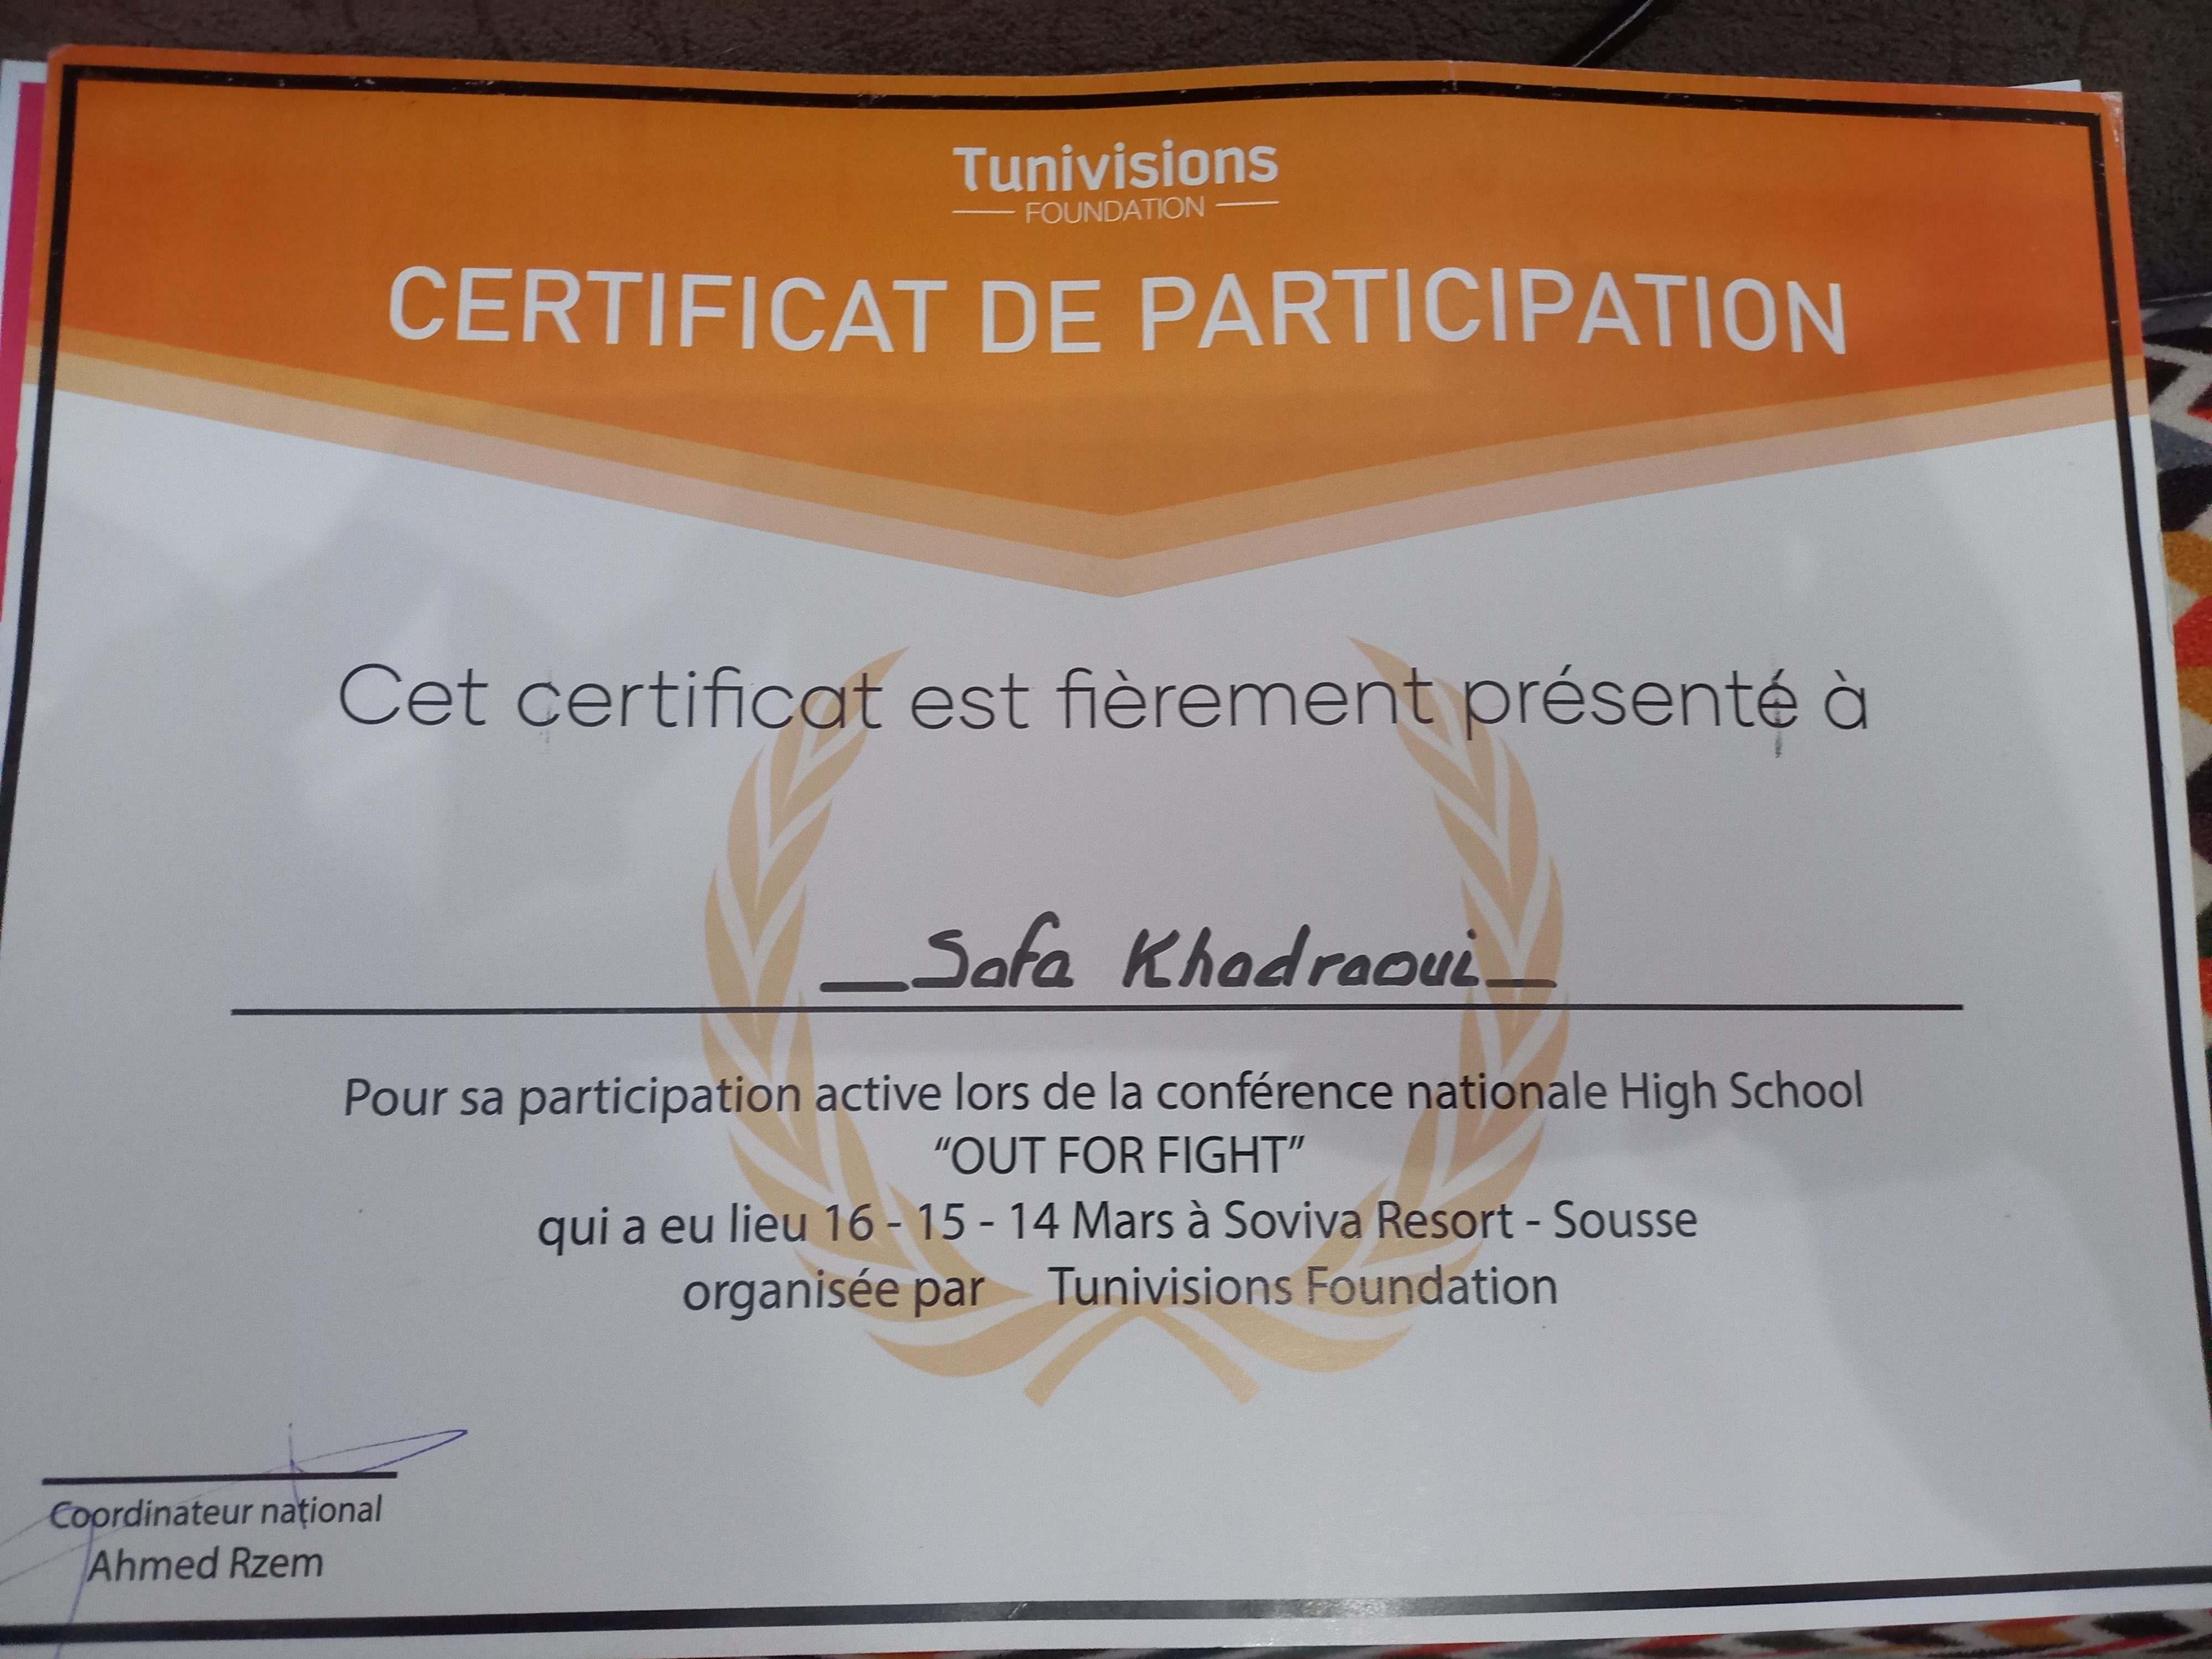 Tunivisions
FOUNDATION
CERTIFICAT DE PARTICIPATION
Cet certificat est fièrement présenté à
Safa Khadraoui
Pour sa participation active lors de la conférence nationale High School
“OUT FOR FIGHT”
qui a eu lieu 16 - 15 - 14 Mars à Soviva Resort - Sousse
organisée par Tunivisions Foundation
Coordinateur national
Ahmed Rzem